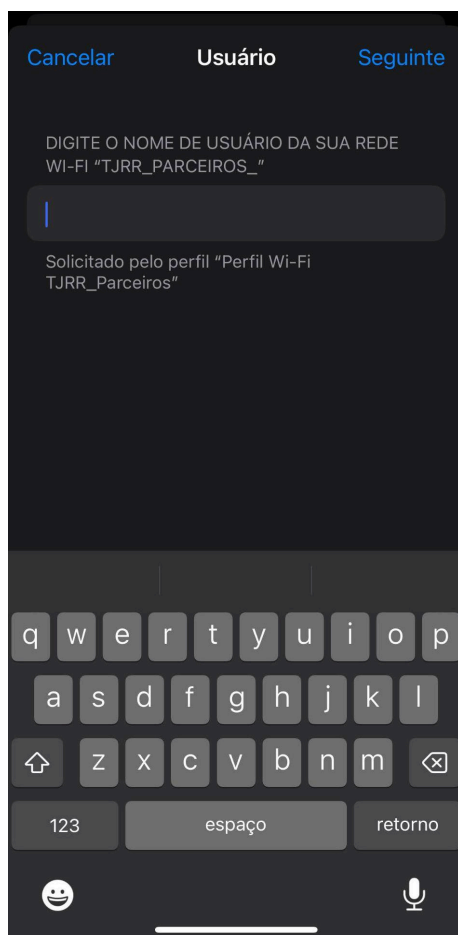 Cancelar Usuário Seguinte
DIGITE O NOME DE USUÁRIO DA SUA REDE
WI-FI “TJRR_PARCEIROS_”
Solicitado pelo perfil “Perfil Wi-Fi
TJRR_Parceiros”
q w e r t y u i o p
a s d f g h j k l
z x c v b n m
123 espaço retorno